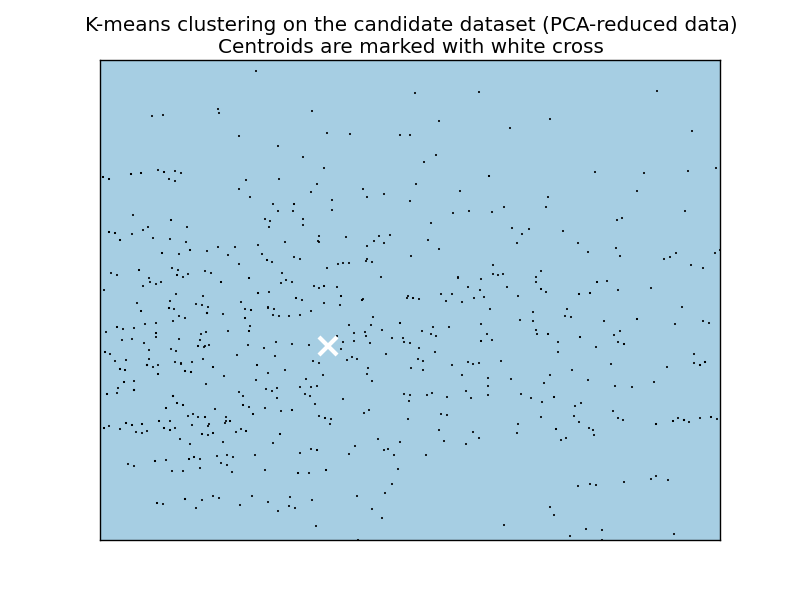 K-means clustering on the candidate dataset (PCA-reduced data)
Centroids are marked with white cross